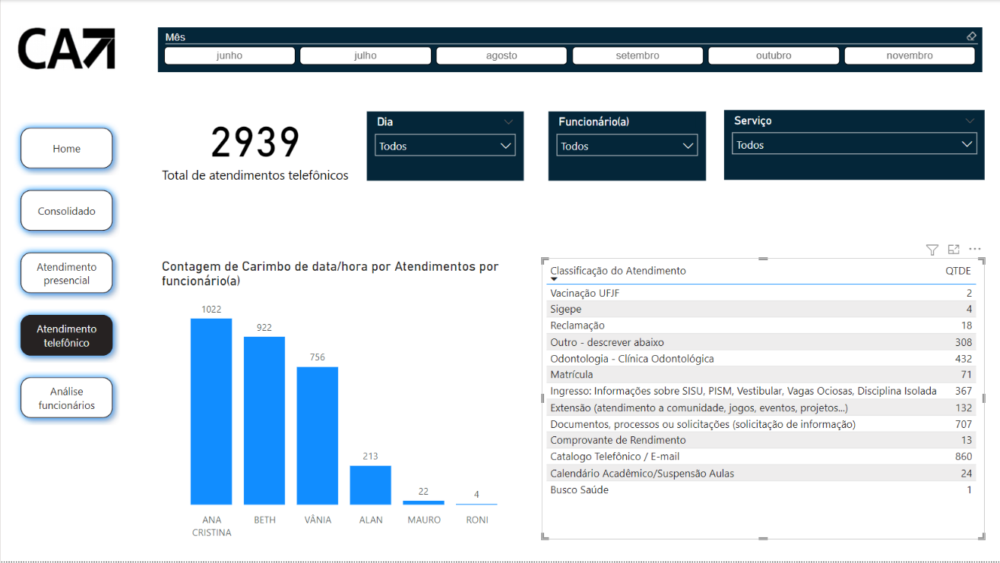 CAT
Mês
junho
julho
agosto
setembro
outubro
novembro
Home
Consolidado
Atendimento
presencial
Atendimento
telefônico
Análise
funcionários
2939
Total de atendimentos telefônicos
Dia
Todos
Funcionário(a)
Todos
Serviço
Todos
Contagem de Carimbo de data/hora por Atendimentos por
funcionário(a)
1022
922
756
213
22
4
ANA
CRISTINA
BETH
VÂNIA
ALAN
MAURO
RONI
Classificação do Atendimento QTDE
Vacinação UFJF 2
Sigepe 4
Reclamação 18
Outro - descrever abaixo 308
Odontologia - Clínica Odontológica 432
Matrícula 71
Ingresso: Informações sobre SISU, PISM, Vestibular, Vagas Ociosas, Disciplina Isolada 367
Extensão (atendimento a comunidade, jogos, eventos, projetos...) 132
Documentos, processos ou solicitações (solicitação de informação) 707
Comprovante de Rendimento 13
Catalogo Telefônico / E-mail 860
Calendário Acadêmico/Suspensão Aulas 24
Busco Saúde 1